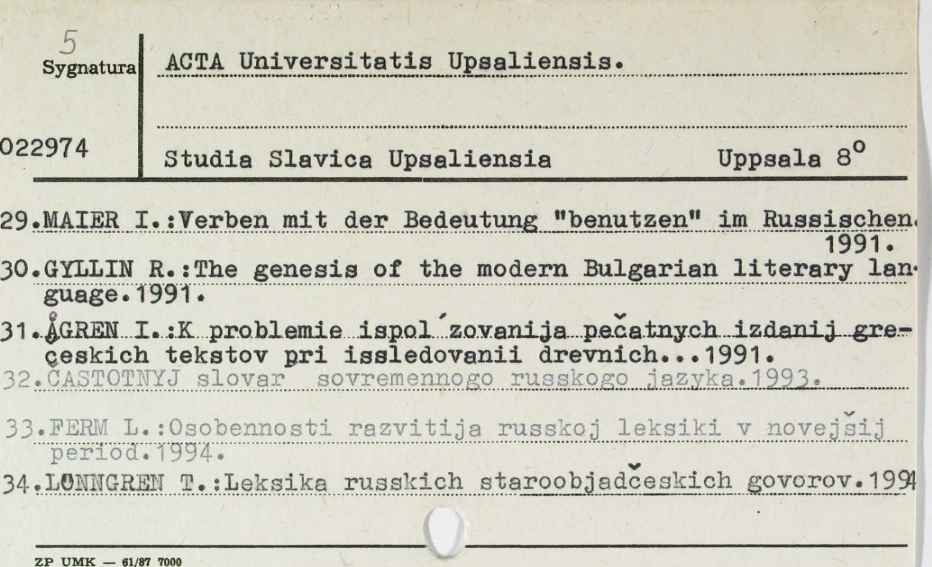 5
Sygnatura
ACTA Universitatis Upsaliensis.
022974
Studia Slavica Upsaliensia Uppsala 8°
29.MAIER I.:Verben mit der Bedeutung "benutzen" im Russischen.
1991.
30.GYLLIN R.:The genesis of the modern Bulgarian literary lan-
guage.1991.
31.ÅGREN I.:K problemie ispol´zovanija pečatnych izdanij gre-
českich tekstov pri issledovanii drevnich...1991.
32.ČASTOTNYJ slovar sovremennogo russkogo jazyka.1993.
33.FERM L.:Osobennosti razvitija russkoj leksiki v novejšij
period.1994.
34.LÖNNGREN T.:Leksika russkich staroobjadčeskich govorov.1994
ZP UMK — 61/87 7000